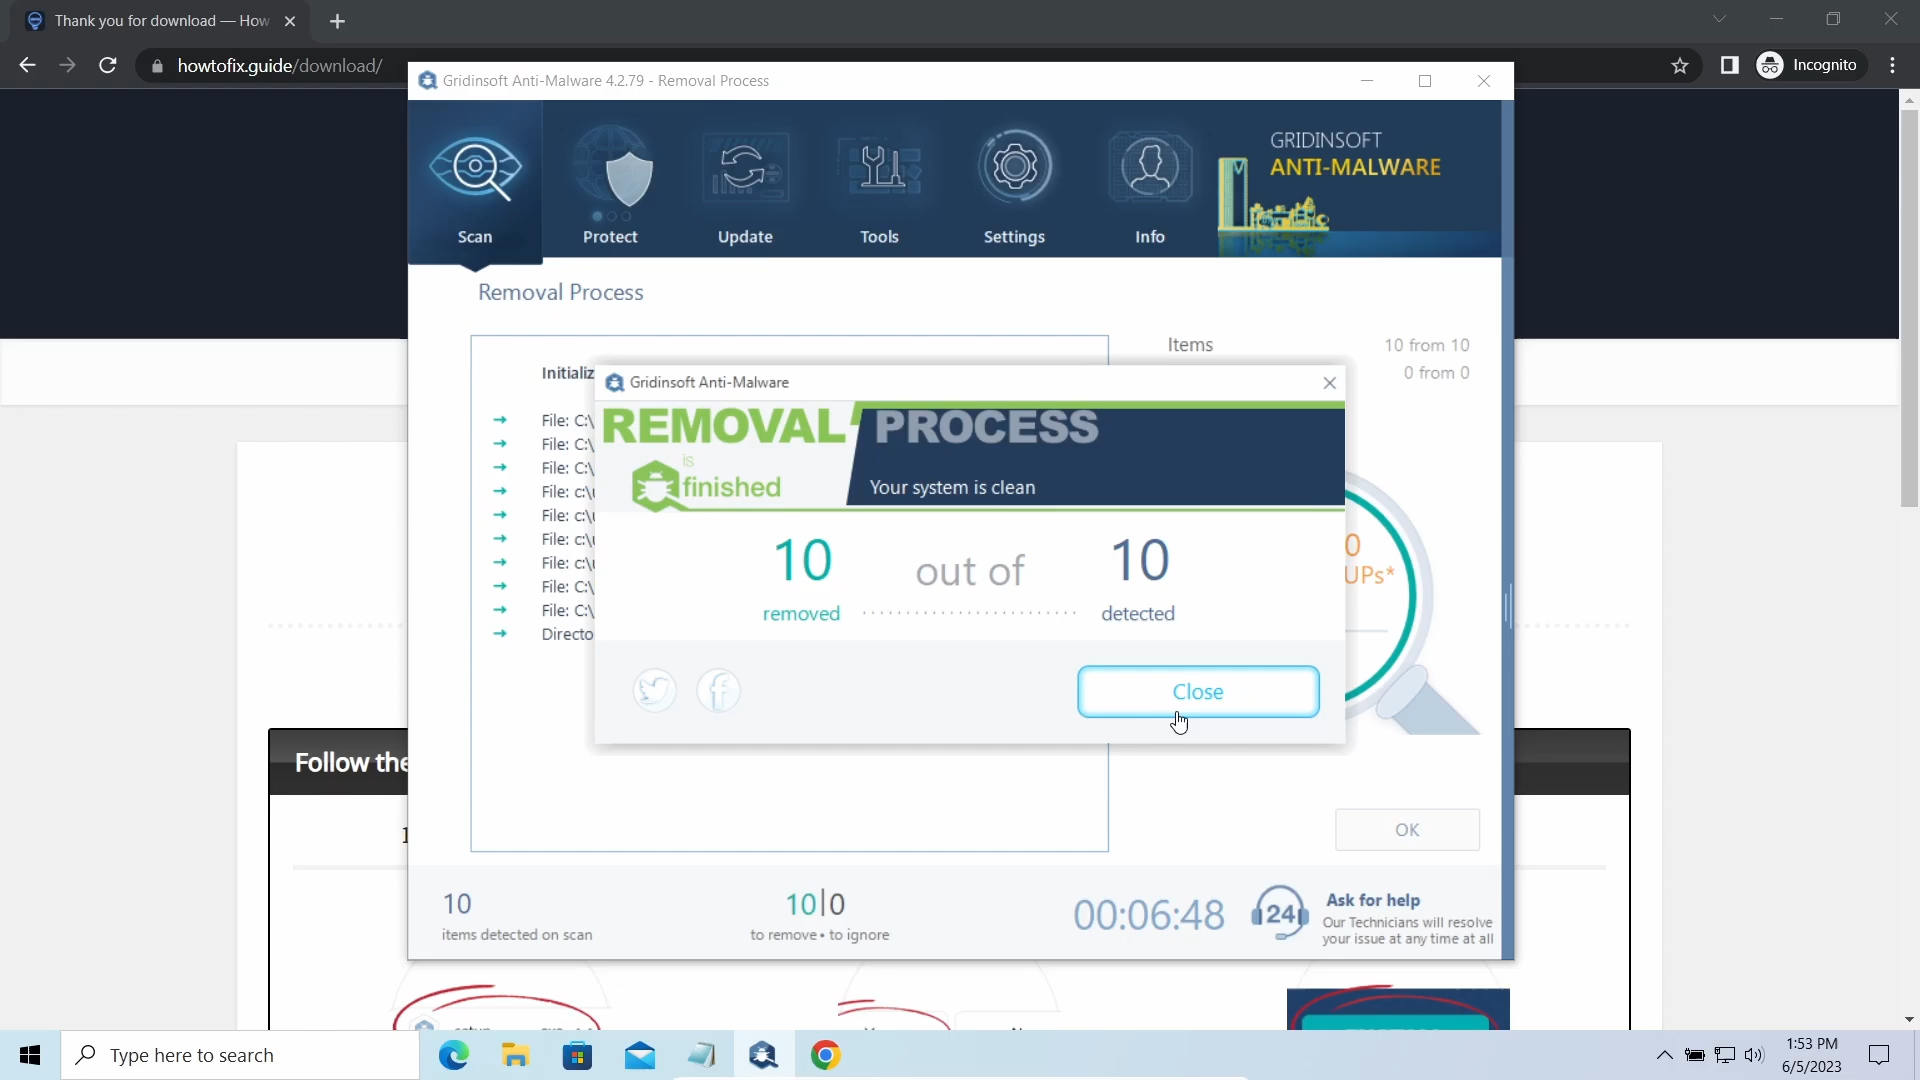 Thank you for download — How
howtofix.guide/download/
Incognito
Gridinsoft Anti-Malware 4.2.79 - Removal Process
Scan
Protect
Update
Tools
Settings
Info
GRIDINSOFT
ANTI-MALWARE
Removal Process
Items
10 from 10
0 from 0
Initializ
File: C:\
File: C:\
File: C:\
File: c:\u
File: c:\u
File: c:\u
File: c:\u
File: C:\
File: C:\
Directo
Gridinsoft Anti-Malware
REMOVAL PROCESS
is
finished
Your system is clean
10 out of 10
removed
detected
Close
0
UPs*
OK
Follow the
1
10
items detected on scan
10|0
to remove • to ignore
00:06:48
24
Ask for help
Our Technicians will resolve
your issue at any time at all
Type here to search
1:53 PM
6/5/2023